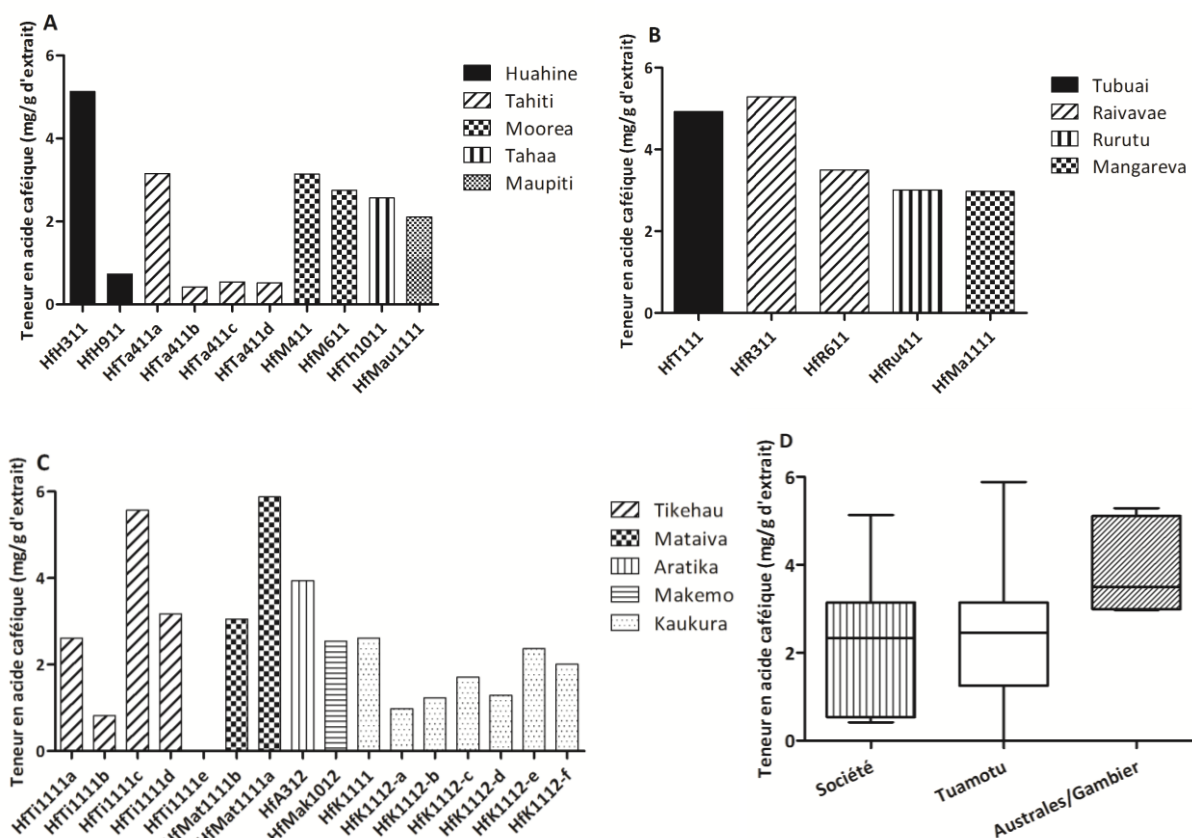 A
Teneur en acide caféique (mg/g d'extrait)
6
4
2
0
HfH311
HfH911
HfTa411a
HfTa411b
HfTa411c
HfTa411d
HfM411
HfM611
HfTh1011
HfMau1111
Huahine
Tahiti
Moorea
Tahaa
Maupiti
B
Teneur en acide caféique (mg/g d'extrait)
6
4
2
0
HfT111
HfR311
HfR611
HfRu411
HfMa1111
Tubuai
Raivavae
Rurutu
Mangareva
C
Teneur en acide caféique (mg/g d'extrait)
6
4
2
0
HfTi1111a
HfTi1111b
HfTi1111c
HfTi1111d
HfTi1111e
HfMat1111b
HfMat1111a
HfA312
HfMak1012
HfK1111
HfK1112-a
HfK1112-b
HfK1112-c
HfK1112-d
HfK1112-e
HfK1112-f
Tikehau
Mataiva
Aratika
Makemo
Kaukura
D
Teneur en acide caféique (mg/g d'extrait)
6
4
2
0
Société
Tuamotu
Australes/Gambier